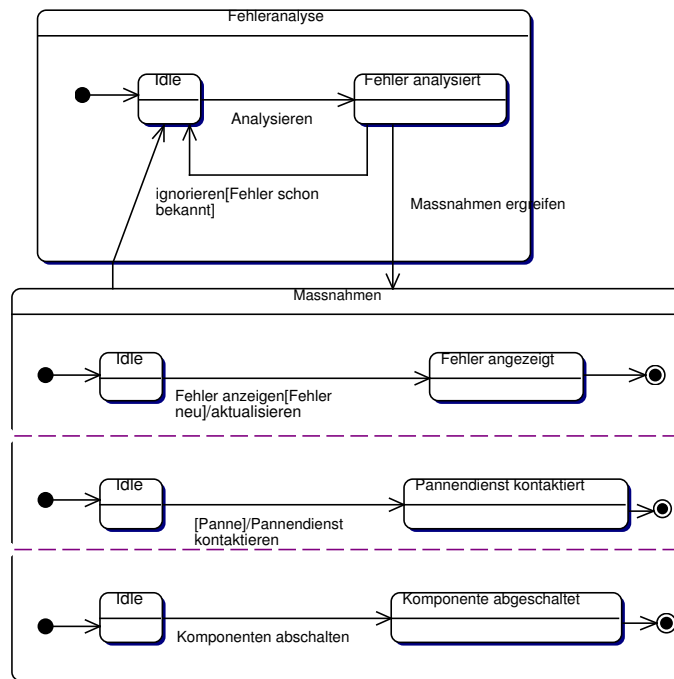 Fehleranalyse
Idle
Fehler analysiert
Analysieren
ignorieren[Fehler schon
bekannt]
Massnahmen ergreifen
Massnahmen
Idle
Fehler angezeigt
Fehler anzeigen[Fehler
neu]/aktualisieren
Idle
Pannendienst kontaktiert
[Panne]/Pannendienst
kontaktieren
Idle
Komponente abgeschaltet
Komponenten abschalten